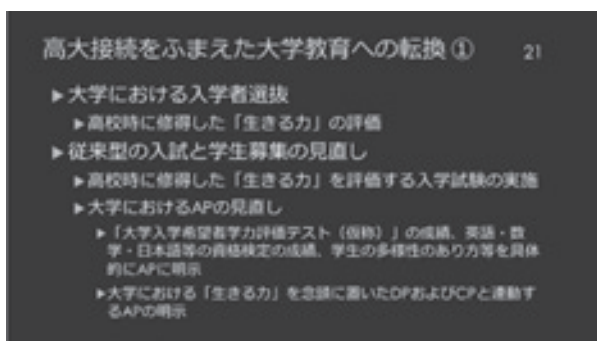 高大接続をふまえた大学教育への転換 ① 21
▶大学における入学者選抜
▶高校時に修得した「生きる力」の評価
▶従来型の入試と学生募集の見直し
▶高校時に修得した「生きる力」を評価する入学試験の実施
▶大学におけるAPの見直し
▶「大学入学希望者学力評価テスト（仮称）」の成績、英語・数
学・日本語等の資格検定の成績、学生の多様性のあり方等を具体
的にAPに明示
▶大学における「生きる力」を念頭に置いたDPおよびCPと連動す
るAPの明示